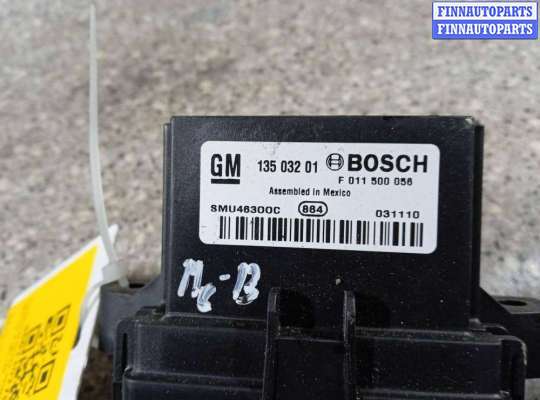 FINNAUTOPARTS
FINNAUTOPARTS
GM 135 032 01 BOSCH
F 011 500 056
Assembled in Mexico
SMU46300C 884 031110